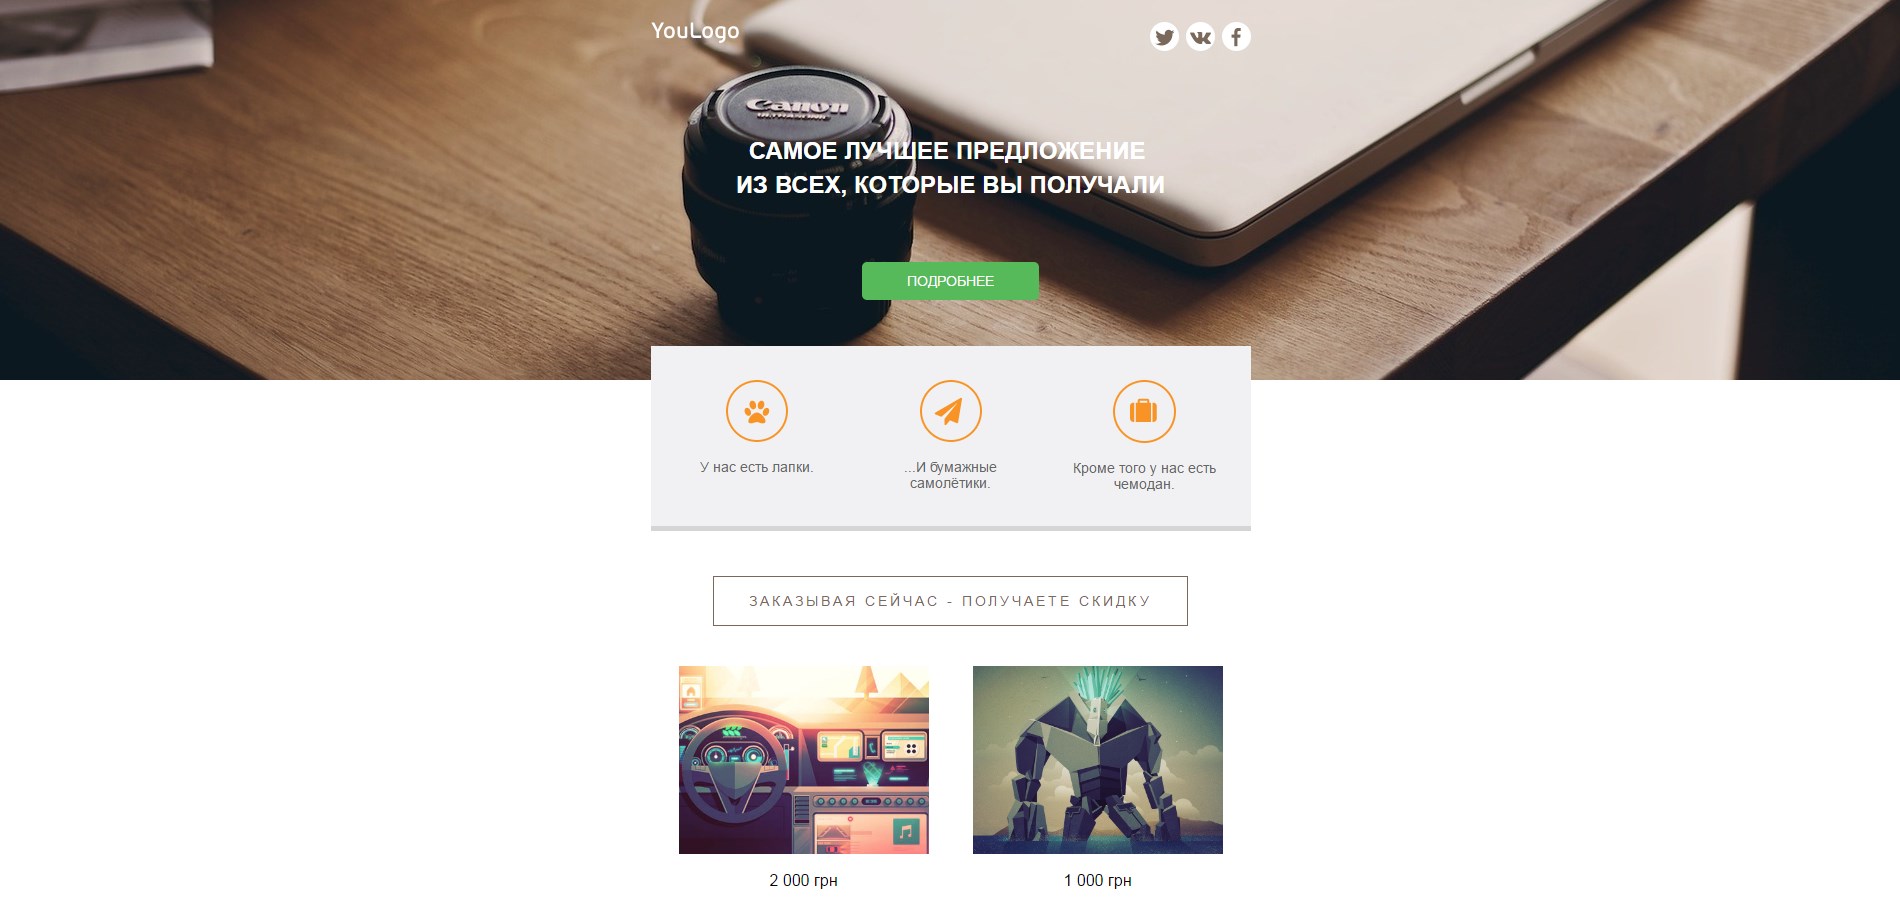 YouLogo
Canon
ULTRASONIC
САМОЕ ЛУЧШЕЕ ПРЕДЛОЖЕНИЕ
ИЗ ВСЕХ, КОТОРЫЕ ВЫ ПОЛУЧАЛИ
ПОДРОБНЕЕ
У нас есть лапки.
...И бумажные
самолётики.
Кроме того у нас есть
чемодан.
ЗАКАЗЫВАЯ СЕЙЧАС - ПОЛУЧАЕТЕ СКИДКУ
2 000 грн
1 000 грн